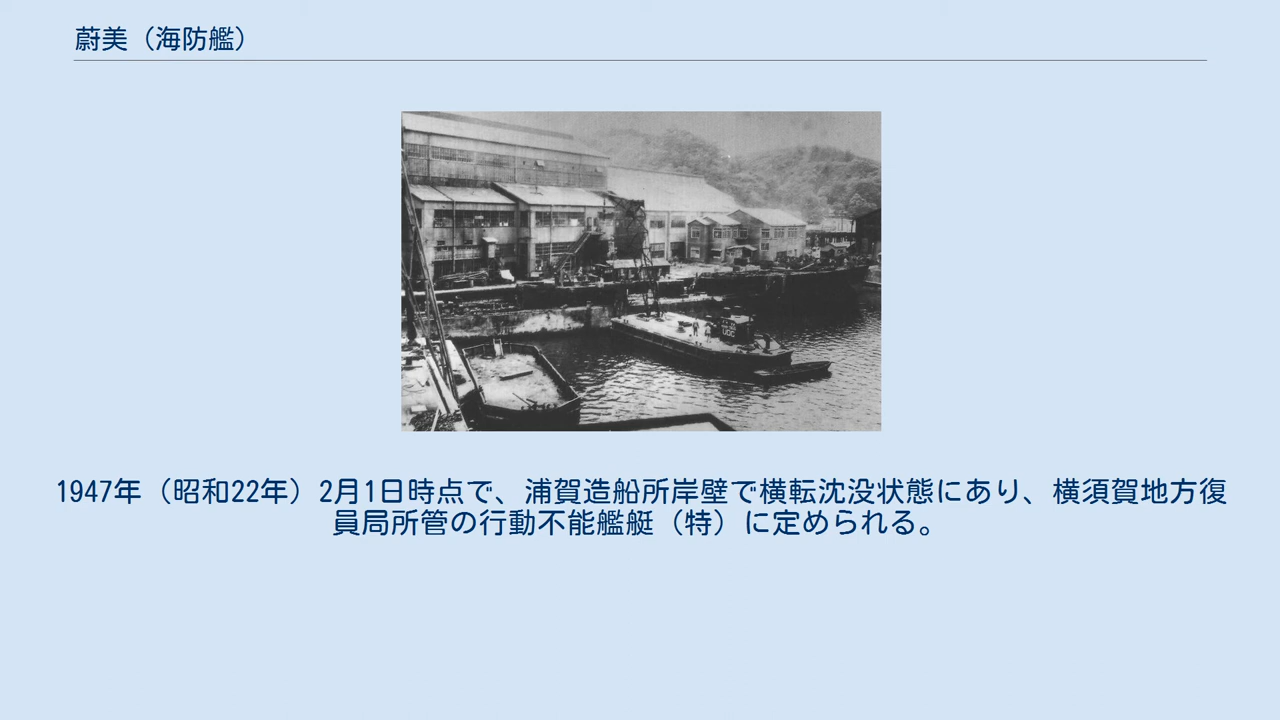 蔚美（海防艦）
UDC
1947年（昭和22年）2月1日時点で、浦賀造船所岸壁で横転沈没状態にあり、横須賀地方復
員局所管の行動不能艦艇（特）に定められる。